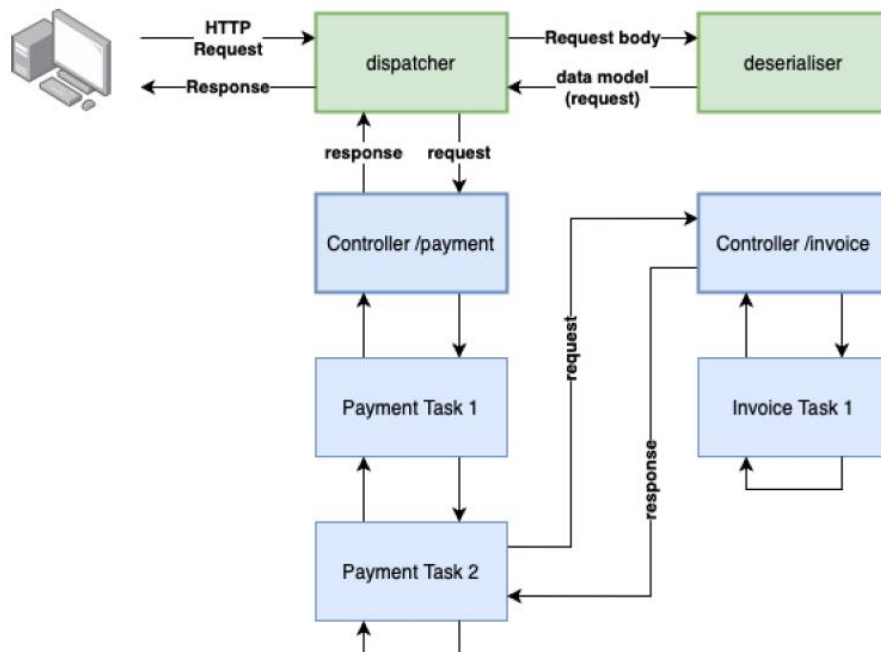 HTTP
Request
Response
dispatcher
Request body
data model
(request)
deserialiser
response
request
Controller /payment
Controller /invoice
request
Payment Task 1
Invoice Task 1
response
Payment Task 2